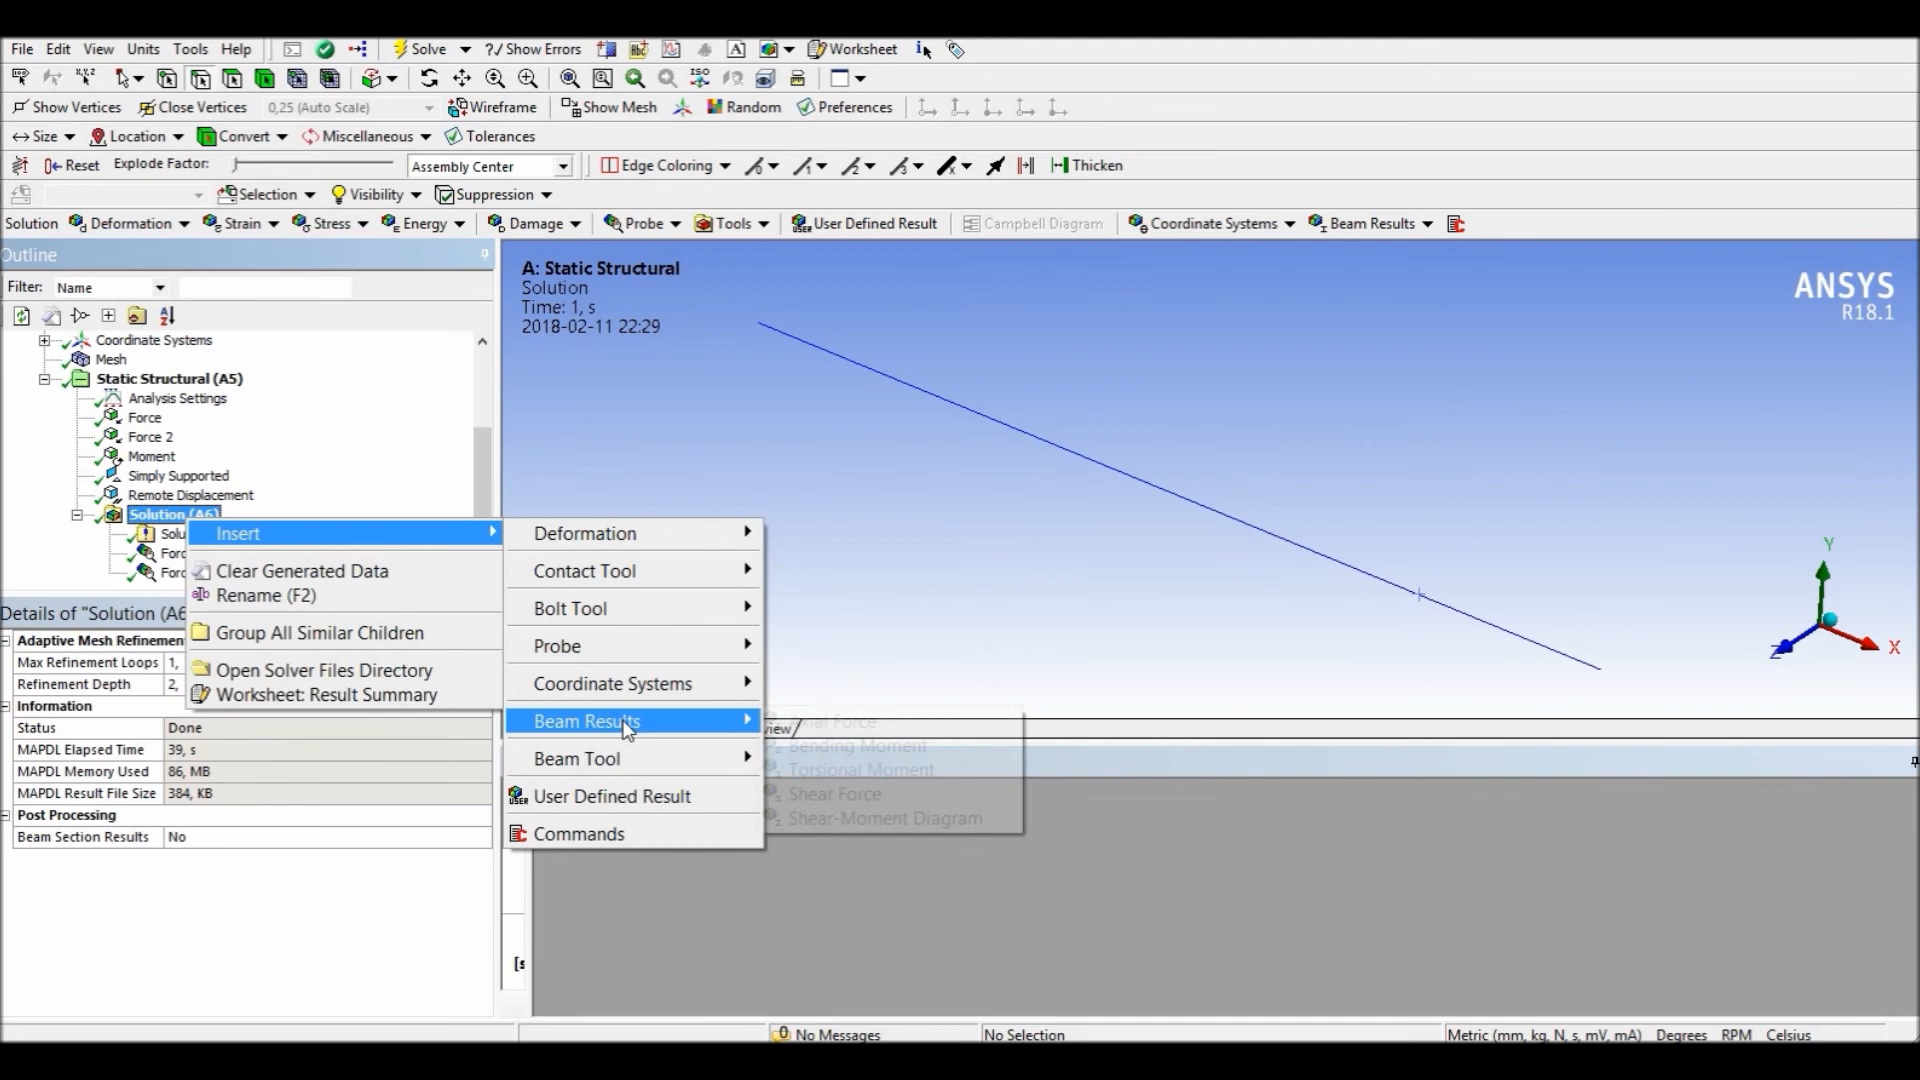 File Edit View Units Tools Help Solve ?/ Show Errors Worksheet
Show Vertices Close Vertices 0,25 (Auto Scale) Wireframe Show Mesh Random Preferences
Size Location Convert Miscellaneous Tolerances
Reset Explode Factor: Assembly Center Edge Coloring Thicken
Selection Visibility Suppression
Solution Deformation Strain Stress Energy Damage Probe Tools User Defined Result Campbell Diagram Coordinate Systems Beam Results
Outline
Filter: Name
Coordinate Systems
Mesh
Static Structural (A5)
Analysis Settings
Force
Force 2
Moment
Simply Supported
Remote Displacement
Solution (A6)
Solu
Forc
Forc
Insert
Clear Generated Data
Rename (F2)
Group All Similar Children
Open Solver Files Directory
Worksheet: Result Summary
Deformation
Contact Tool
Bolt Tool
Probe
Coordinate Systems
Beam Results
Beam Tool
User Defined Result
Commands
Axial Force
Bending Moment
Torsional Moment
Shear Force
Shear-Moment Diagram
Details of "Solution (A6
Adaptive Mesh Refinemen
Max Refinement Loops 1,
Refinement Depth 2,
Information
Status Done
MAPDL Elapsed Time 39, s
MAPDL Memory Used 86, MB
MAPDL Result File Size 384, KB
Post Processing
Beam Section Results No
A: Static Structural
Solution
Time: 1, s
2018-02-11 22:29
ANSYS
R18.1
Y
X
Z
view
[s
No Messages No Selection Metric (mm, kg, N, s, mV, mA) Degrees RPM Celsius